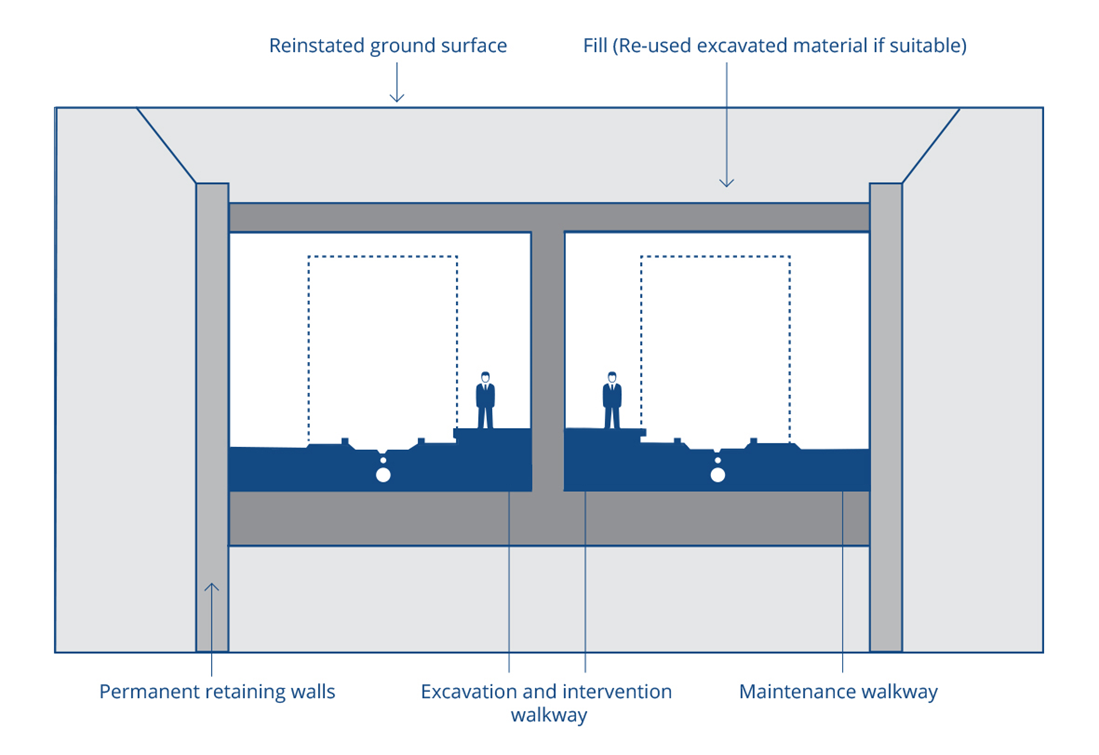 Reinstated ground surface
Fill (Re-used excavated material if suitable)
Permanent retaining walls
Excavation and intervention
walkway
Maintenance walkway